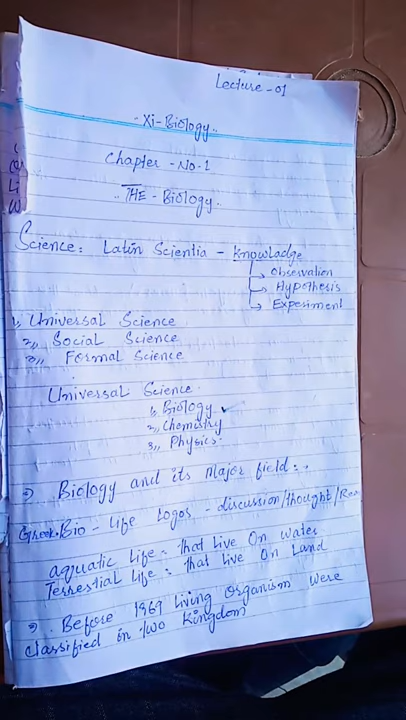 Lecture - 01
Xi - Biology
Chapter - No - 1
THE - Biology
Science: Latin Scientia - knowladge
↳ Observation
↳ Hypothesis
↳ Experiment
1,, Universal Science
2,, Social Science
3,, Formal Science
Universal Science
1,, Biology ✓
2,, Chemistry
3,, Physics.
Biology and its Major field:
Greek. Bio - Life Logos - discussion/thought/
aquatic Life: that Live On water
Terrestial Life: that Live On Land
Before 1969 Living Organism were
classified in two Kingdom